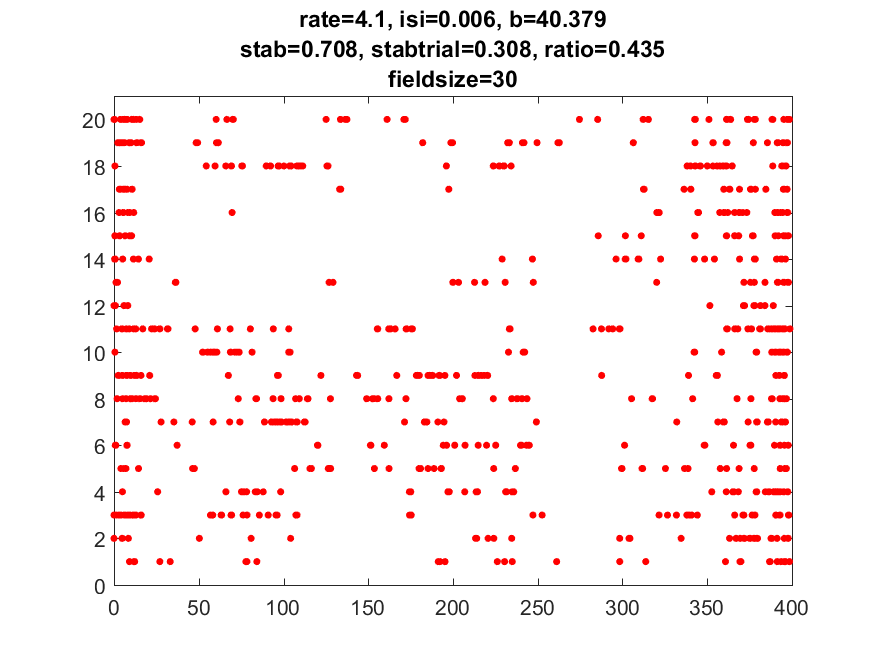 rate=4.1, isi=0.006, b=40.379
stab=0.708, stabtrial=0.308, ratio=0.435
fieldsize=30
20
18
16
14
12
10
8
6
4
2
0
0 50 100 150 200 250 300 350 400